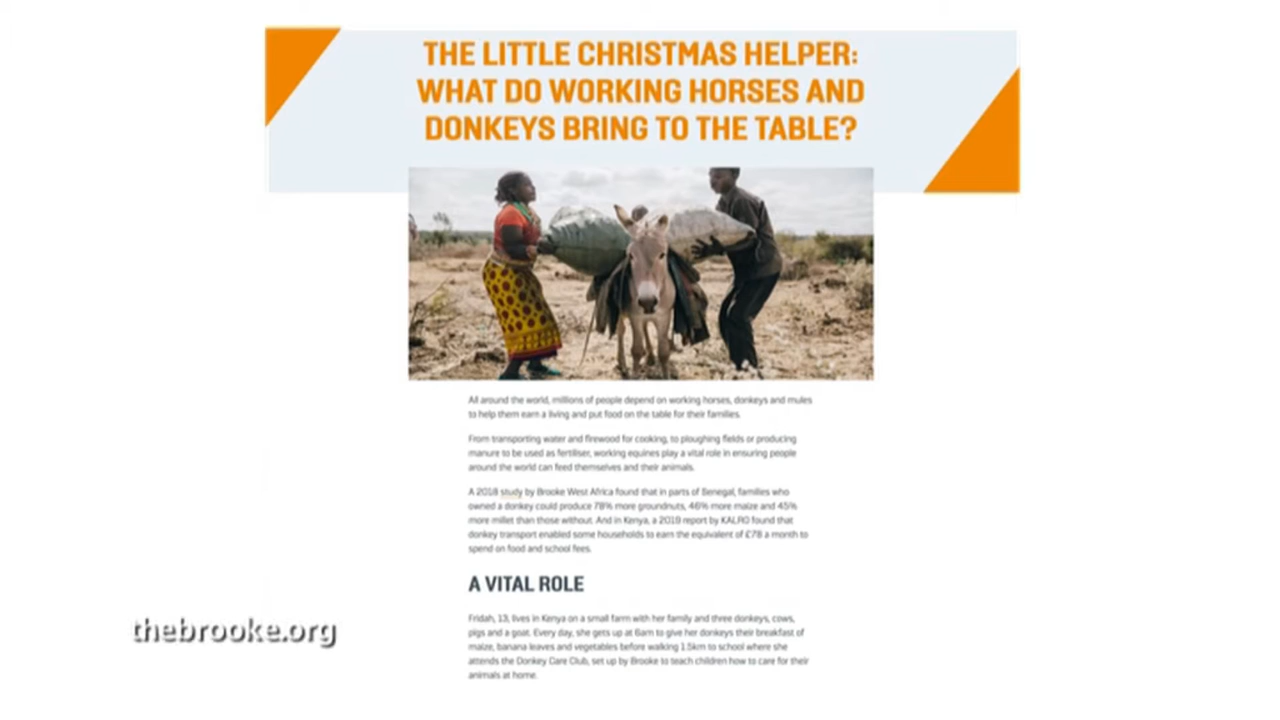 THE LITTLE CHRISTMAS HELPER:
WHAT DO WORKING HORSES AND
DONKEYS BRING TO THE TABLE?
All around the world, millions of people depend on working horses, donkeys and mules
to help them earn a living and put food on the table for their families.
From transporting water and firewood for cooking, to ploughing fields or producing
manure to be used as fertiliser, working equines play a vital role in ensuring people
around the world can feed themselves and their animals.
A 2018 study by Brooke West Africa found that in parts of Senegal, families who
owned a donkey could produce 78% more groundnuts, 46% more maize and 45%
more millet than those without. And in Kenya, a 2019 report by KALRO found that
donkey transport enabled some households to earn the equivalent of £78 a month to
spend on food and school fees.
A VITAL ROLE
Fridah, 13, lives in Kenya on a small farm with her family and three donkeys, cows,
pigs and a goat. Every day, she gets up at 6am to give her donkeys their breakfast of
maize, banana leaves and vegetables before walking 1.5km to school where she
attends the Donkey Care Club, set up by Brooke to teach children how to care for their
animals at home.
thebrooke.org